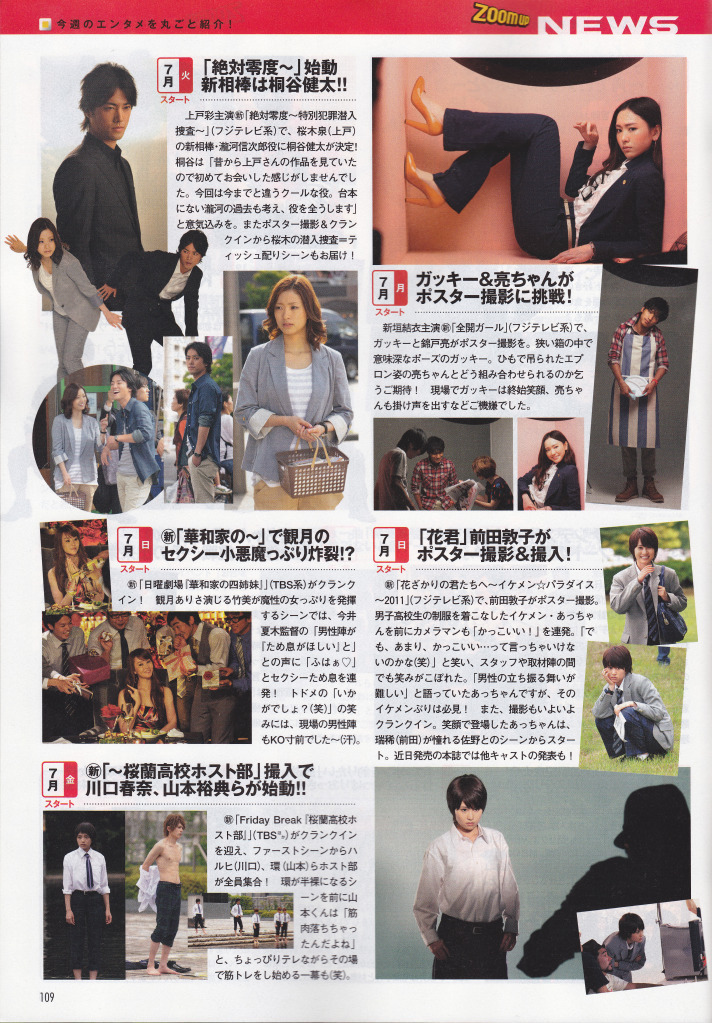 今週のエンタメを丸ごと紹介！
ZOOM UP
NEWS
7月
火
スタート
「絶対零度～」始動
新相棒は桐谷健太!!
上戸彩主演㊟「絶対零度～特別犯罪潜入
捜査～」(フジテレビ系)で、桜木泉(上戸)
の新相棒・瀧河信次郎役に桐谷健太が決定!
桐谷は「昔から上戸さんの作品を見ていた
ので初めてお会いした感じがしませんでし
た。今回は今までと違うクールな役。台本
にない瀧河の過去も考え、役を全うします」
と意気込みを。またポスター撮影＆クラン
クインから桜木の潜入捜査＝テ
ィッシュ配りシーンもお届け！
7月
月
スタート
ガッキー＆亮ちゃんが
ポスター撮影に挑戦！
新垣結衣主演㊟「全開ガール」(フジテレビ系)で、
ガッキーと錦戸亮がポスター撮影を。狭い箱の中で
意味深なポーズのガッキー。ひもで吊られたエプ
ロン姿の亮ちゃんとどう組み合わせられるのか乞
うご期待！　現場でガッキーは終始笑顔、亮ちゃ
んも掛け声を出すなどご機嫌でした。
7月
日
スタート
㊟「華和家の～」で観月の
セクシー小悪魔っぷり炸裂!?
㊟「日曜劇場『華和家の四姉妹』」(TBS系)がクランク
イン！　観月ありさ演じる竹美が魔性の女っぷりを発揮
するシーンでは、今井
夏木監督の「男性陣が
『ため息がほしい』と」
との声に「ふはぁ♡」
とセクシーため息を連
発！　トドメの「いか
がでしょ？(笑)」の笑
みには、現場の男性陣
もKO寸前でした～(汗)。
7月
日
スタート
「花君」前田敦子が
ポスター撮影＆撮入！
㊟「花ざかりの君たちへ～イケメン☆パラダイス
～2011」(フジテレビ系)で、前田敦子がポスター撮影。
男子高校生の制服を着こなしたイケメン・あっちゃ
んを前にカメラマンも「かっこいい！」を連発。「で
も、あまり、かっこいい…って言っちゃいけな
いのかな(笑)」と笑い、スタッフや取材陣の間
でも笑みがこぼれた。「男性の立ち振る舞いが
難しい」と語っていたあっちゃんですが、その
イケメンぶりは必見！　また、撮影もいよいよ
クランクイン。笑顔で登場したあっちゃんは、
瑞稀(前田)が憧れる佐野とのシーンからスター
ト。近日発売の本誌では他キャストの発表も！
7月
金
スタート
㊟「～桜蘭高校ホスト部」撮入で
川口春奈、山本裕典らが始動!!
㊟「Friday Break『桜蘭高校ホ
スト部』」(TBS系)がクランクイン
を迎え、ファーストシーンからハ
ルヒ(川口)、環(山本)らホスト部
が全員集合！　環が半裸になるシ
ーンを前に山
本くんは「筋
肉落ちちゃっ
たんだよね」
と、ちょっぴりテレながらその場
で筋トレをし始める一幕も(笑)。
109